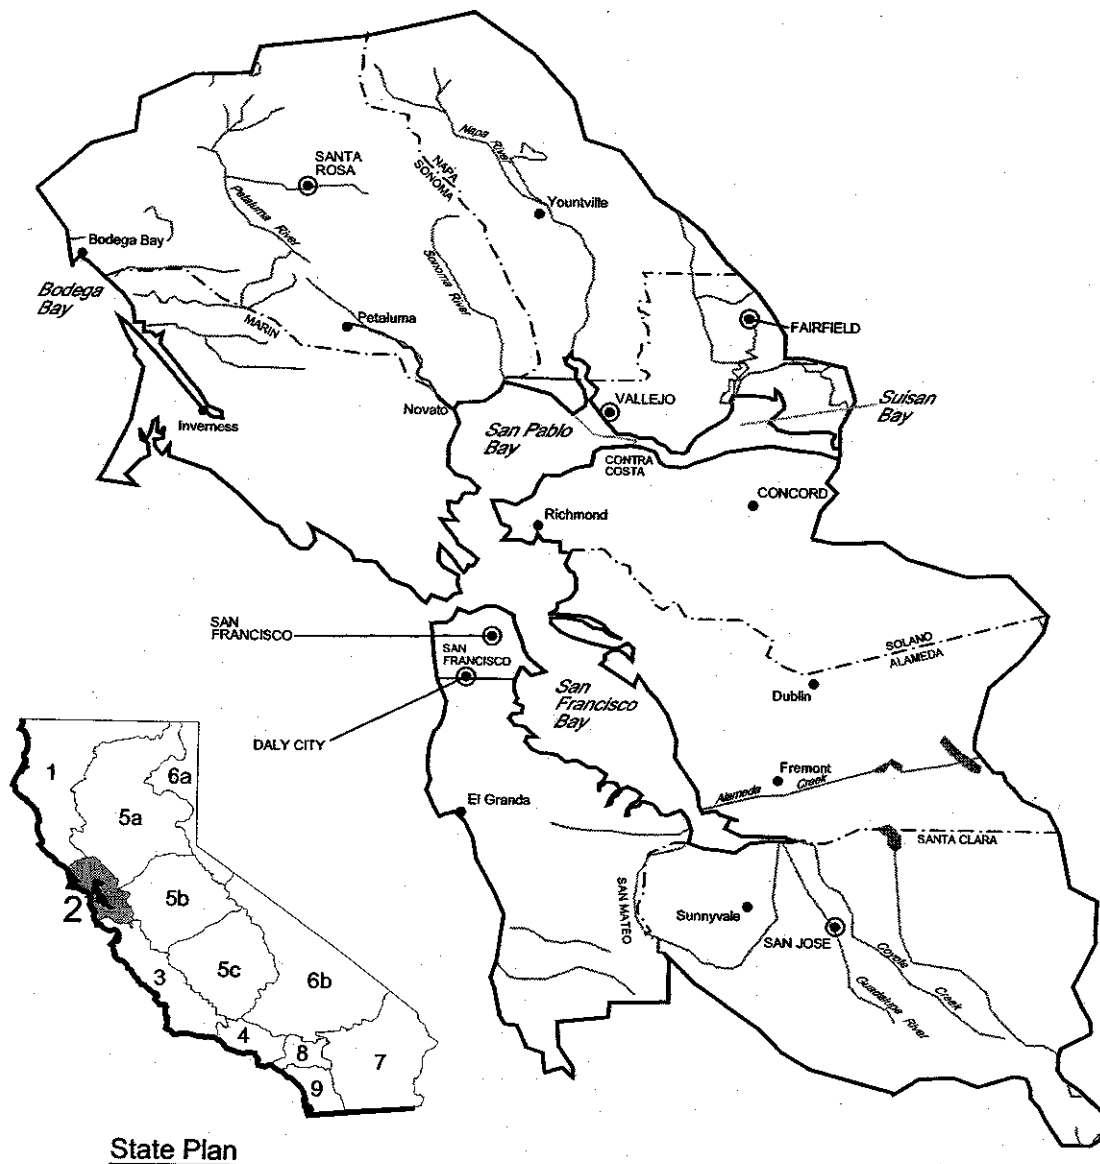 Napa River
NAPA
SONOMA
SANTA
ROSA
Petaluma River
Yountville
Bodega Bay
Sonoma River
Bodega
Bay
MARIN
Petaluma
FAIRFIELD
Novato
VALLEJO
Suisan
Bay
Inverness
San Pablo
Bay
CONTRA
COSTA
CONCORD
Richmond
SAN
FRANCISCO
SAN
FRANCISCO
SOLANO
ALAMEDA
Dublin
San
Francisco
Bay
DALY CITY
Fremont
Alameda Creek
El Granda
SANTA CLARA
SAN MATEO
Sunnyvale
SAN JOSE
Coyote Creek
Guadalupe River
1
6a
5a
2
5b
3
5c
6b
4
8
7
9
State Plan